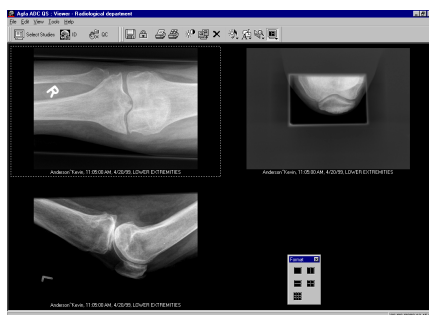 Agfa ADC QS : Viewer - Radiological department
File Edit View Tools Help
Select Studies ID QC
R
Anderson^Kevin, 11:05:00 AM, 4/20/99, LOWER EXTREMITIES
Anderson^Kevin, 11:05:00 AM, 4/20/99, LOWER EXTREMITIES
L
Anderson^Kevin, 11:05:00 AM, 4/20/99, LOWER EXTREMITIES
Format